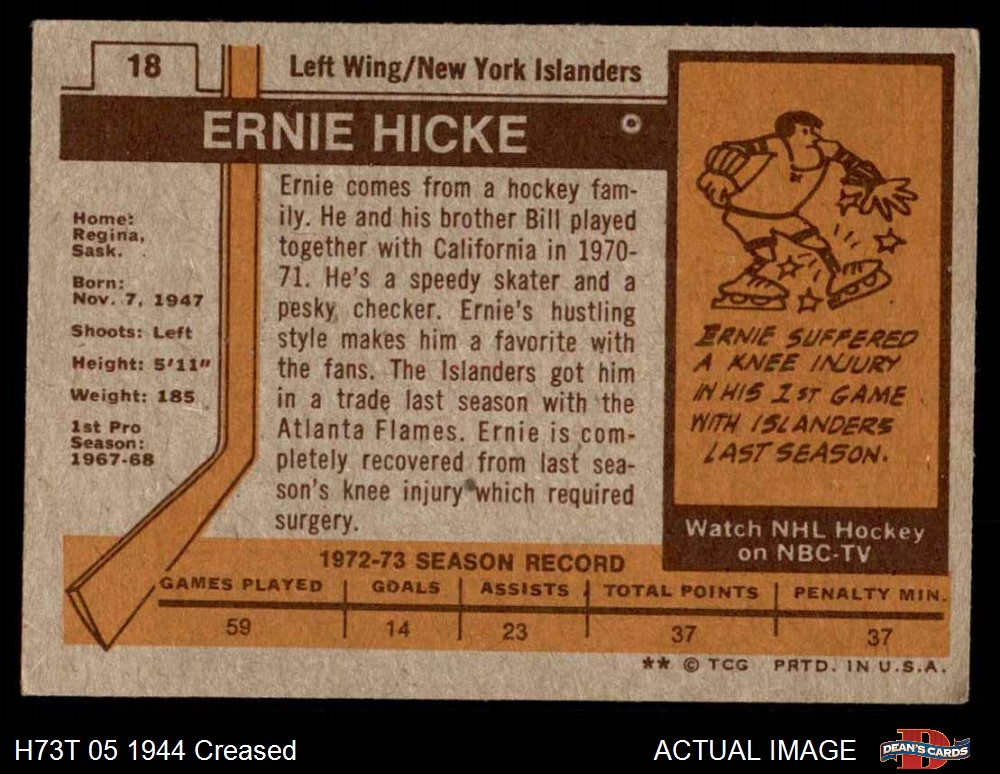 18
Left Wing/New York Islanders
ERNIE HICKE
Home:
Regina,
Sask.
Born:
Nov. 7, 1947
Shoots: Left
Height: 5'11"
Weight: 185
1st Pro
Season:
1967-68
Ernie comes from a hockey fam-
ily. He and his brother Bill played
together with California in 1970-
71. He's a speedy skater and a
pesky checker. Ernie's hustling
style makes him a favorite with
the fans. The Islanders got him
in a trade last season with the
Atlanta Flames. Ernie is com-
pletely recovered from last sea-
son's knee injury which required
surgery.
ERNIE SUFFERED
A KNEE INJURY
IN HIS 1ST GAME
WITH ISLANDERS
LAST SEASON.
Watch NHL Hockey
on NBC-TV
1972-73 SEASON RECORD
GAMES PLAYED GOALS ASSISTS TOTAL POINTS PENALTY MIN.
59 14 23 37 37
** © TCG PRTD. IN U.S.A.
H73T 05 1944 Creased
ACTUAL IMAGE
DEAN'S CARDS